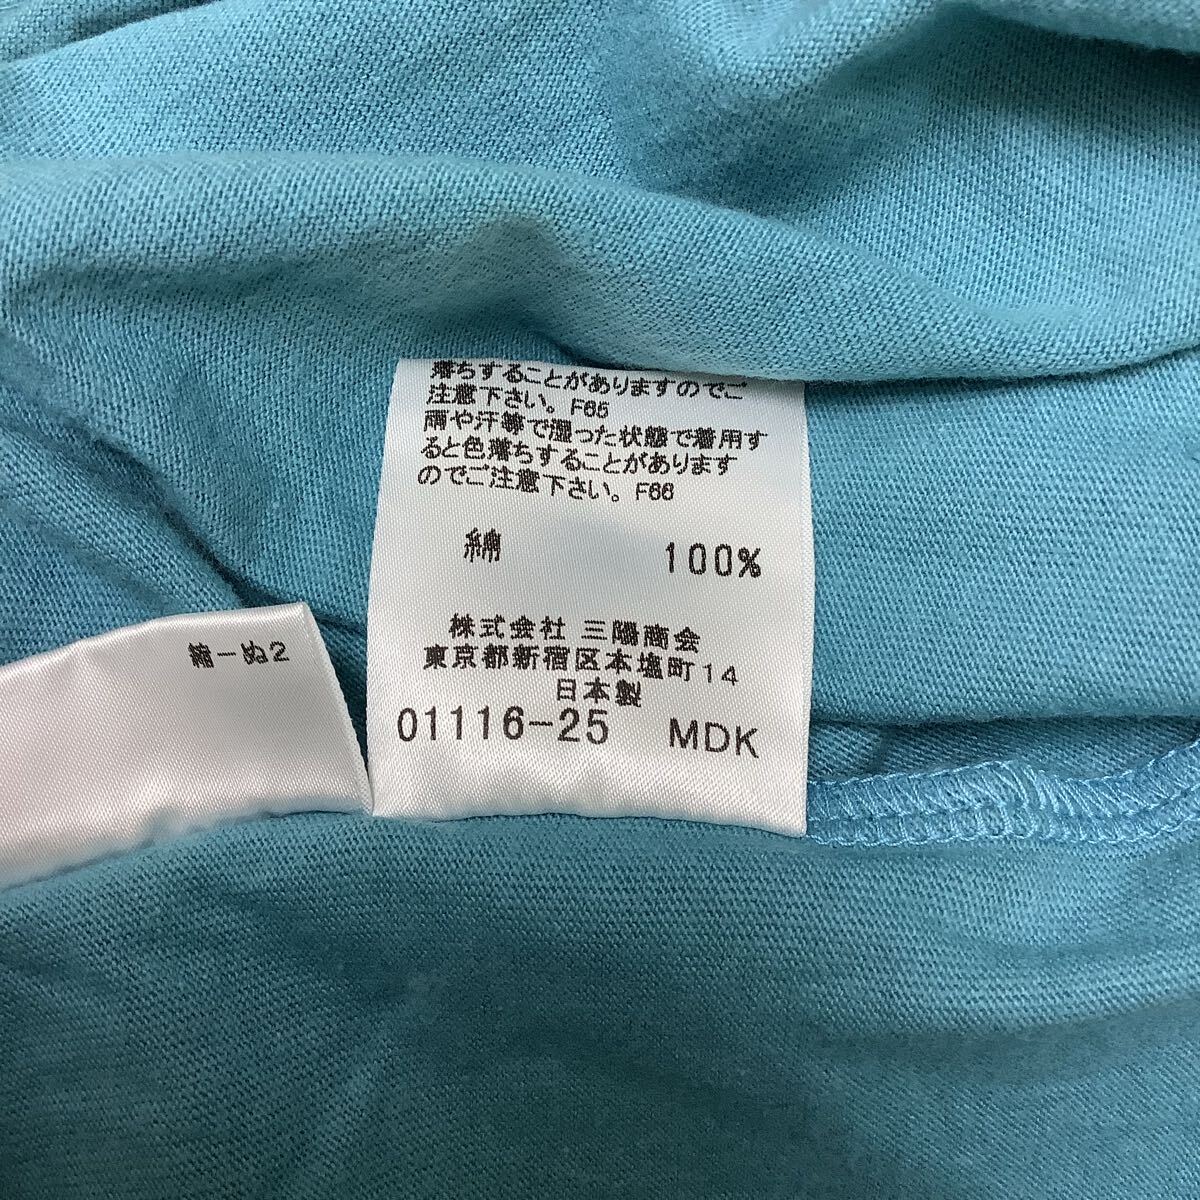 落ちすることがありますのでご
注意下さい。F65
雨や汗等で湿った状態で着用す
ると色落ちすることがあります
のでご注意下さい。F66
綿 100%
株式会社 三陽商会
東京都新宿区本塩町14
日本製
01116-25 MDK
綿-ぬ2